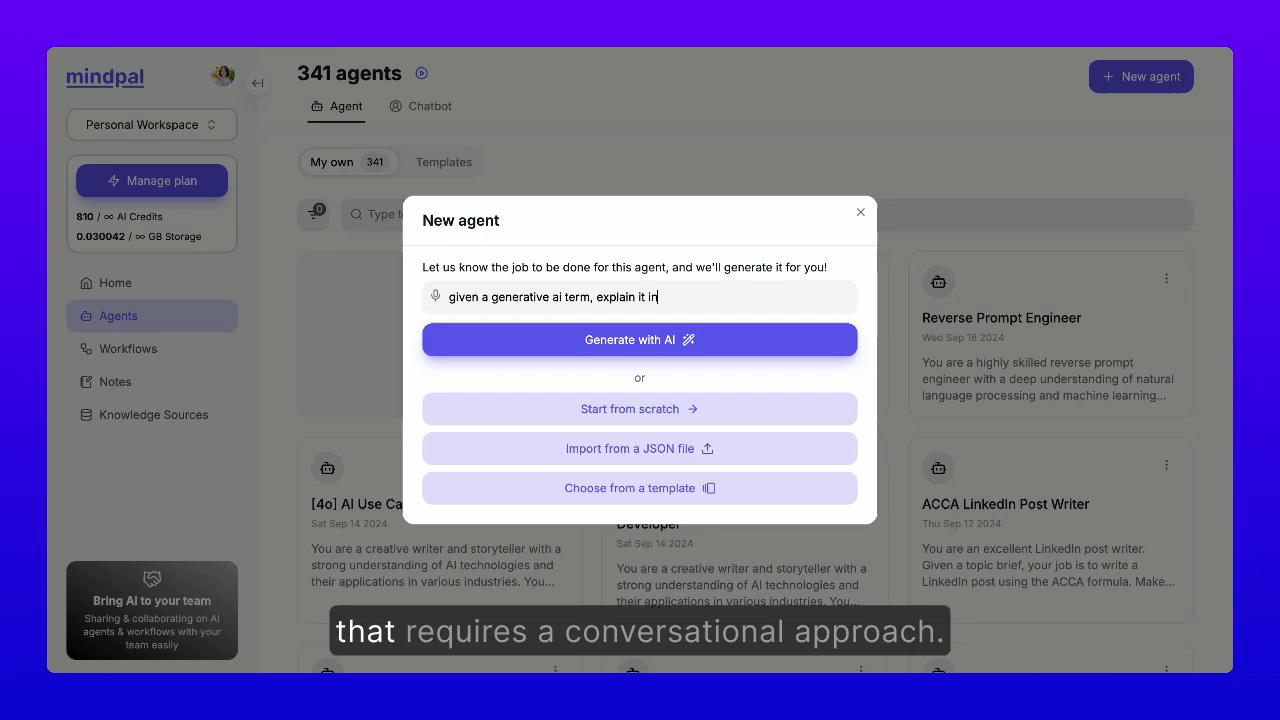 mindpal
Personal Workspace
Manage plan
810 / ∞ AI Credits
0.030042 / ∞ GB Storage
Home
Agents
Workflows
Notes
Knowledge Sources
Bring AI to your team
Sharing & collaborating on AI
agents & workflows with your
team easily
341 agents
New agent
Agent
Chatbot
My own 341
Templates
0
Type t
New agent
Let us know the job to be done for this agent, and we'll generate it for you!
given a generative ai term, explain it in
Generate with AI
or
Start from scratch
Import from a JSON file
Choose from a template
Reverse Prompt Engineer
Wed Sep 18 2024
You are a highly skilled reverse prompt
engineer with a deep understanding of natural
language processing and machine learning...
[4o] AI Use Ca
Sat Sep 14 2024
You are a creative writer and storyteller with a
strong understanding of AI technologies and
their applications in various industries. You...
Developer
Sat Sep 14 2024
You are a creative writer and storyteller with a
strong understanding of AI technologies and
their applications in various industries. You...
ACCA LinkedIn Post Writer
Thu Sep 12 2024
You are an excellent LinkedIn post writer.
Given a topic brief, your job is to write a
LinkedIn post using the ACCA formula. Make...
that requires a conversational approach.